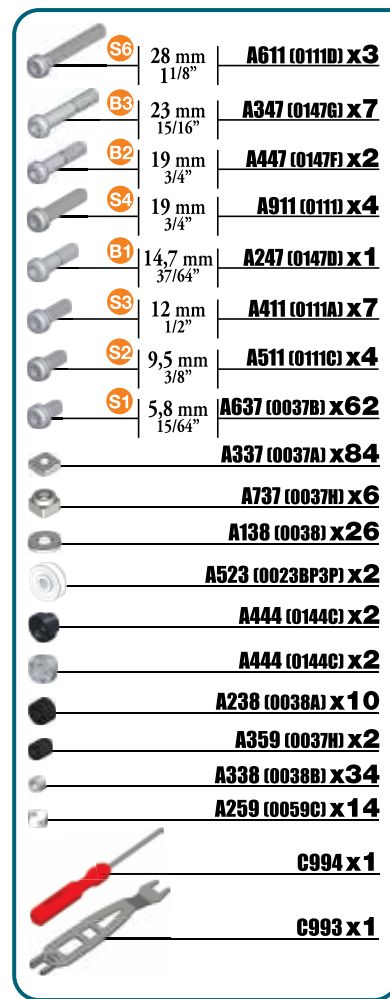 S6 28 mm A611 (0111D) x3
1 1/8”
B3 23 mm A347 (0147G) x7
15/16”
B2 19 mm A447 (0147F) x2
3/4”
S4 19 mm A911 (0111) x4
3/4”
B1 14,7 mm A247 (0147D) x1
37/64”
S3 12 mm A411 (0111A) x7
1/2”
S2 9,5 mm A511 (0111C) x4
3/8”
S1 5,8 mm A637 (0037B) x62
15/64”
A337 (0037A) x84
A737 (0037H) x6
A138 (0038) x26
A523 (0023BP3P) x2
A444 (0144C) x2
A444 (0144C) x2
A238 (0038A) x10
A359 (0037H) x2
A338 (0038B) x34
A259 (0059C) x14
C994 x1
C993 x1